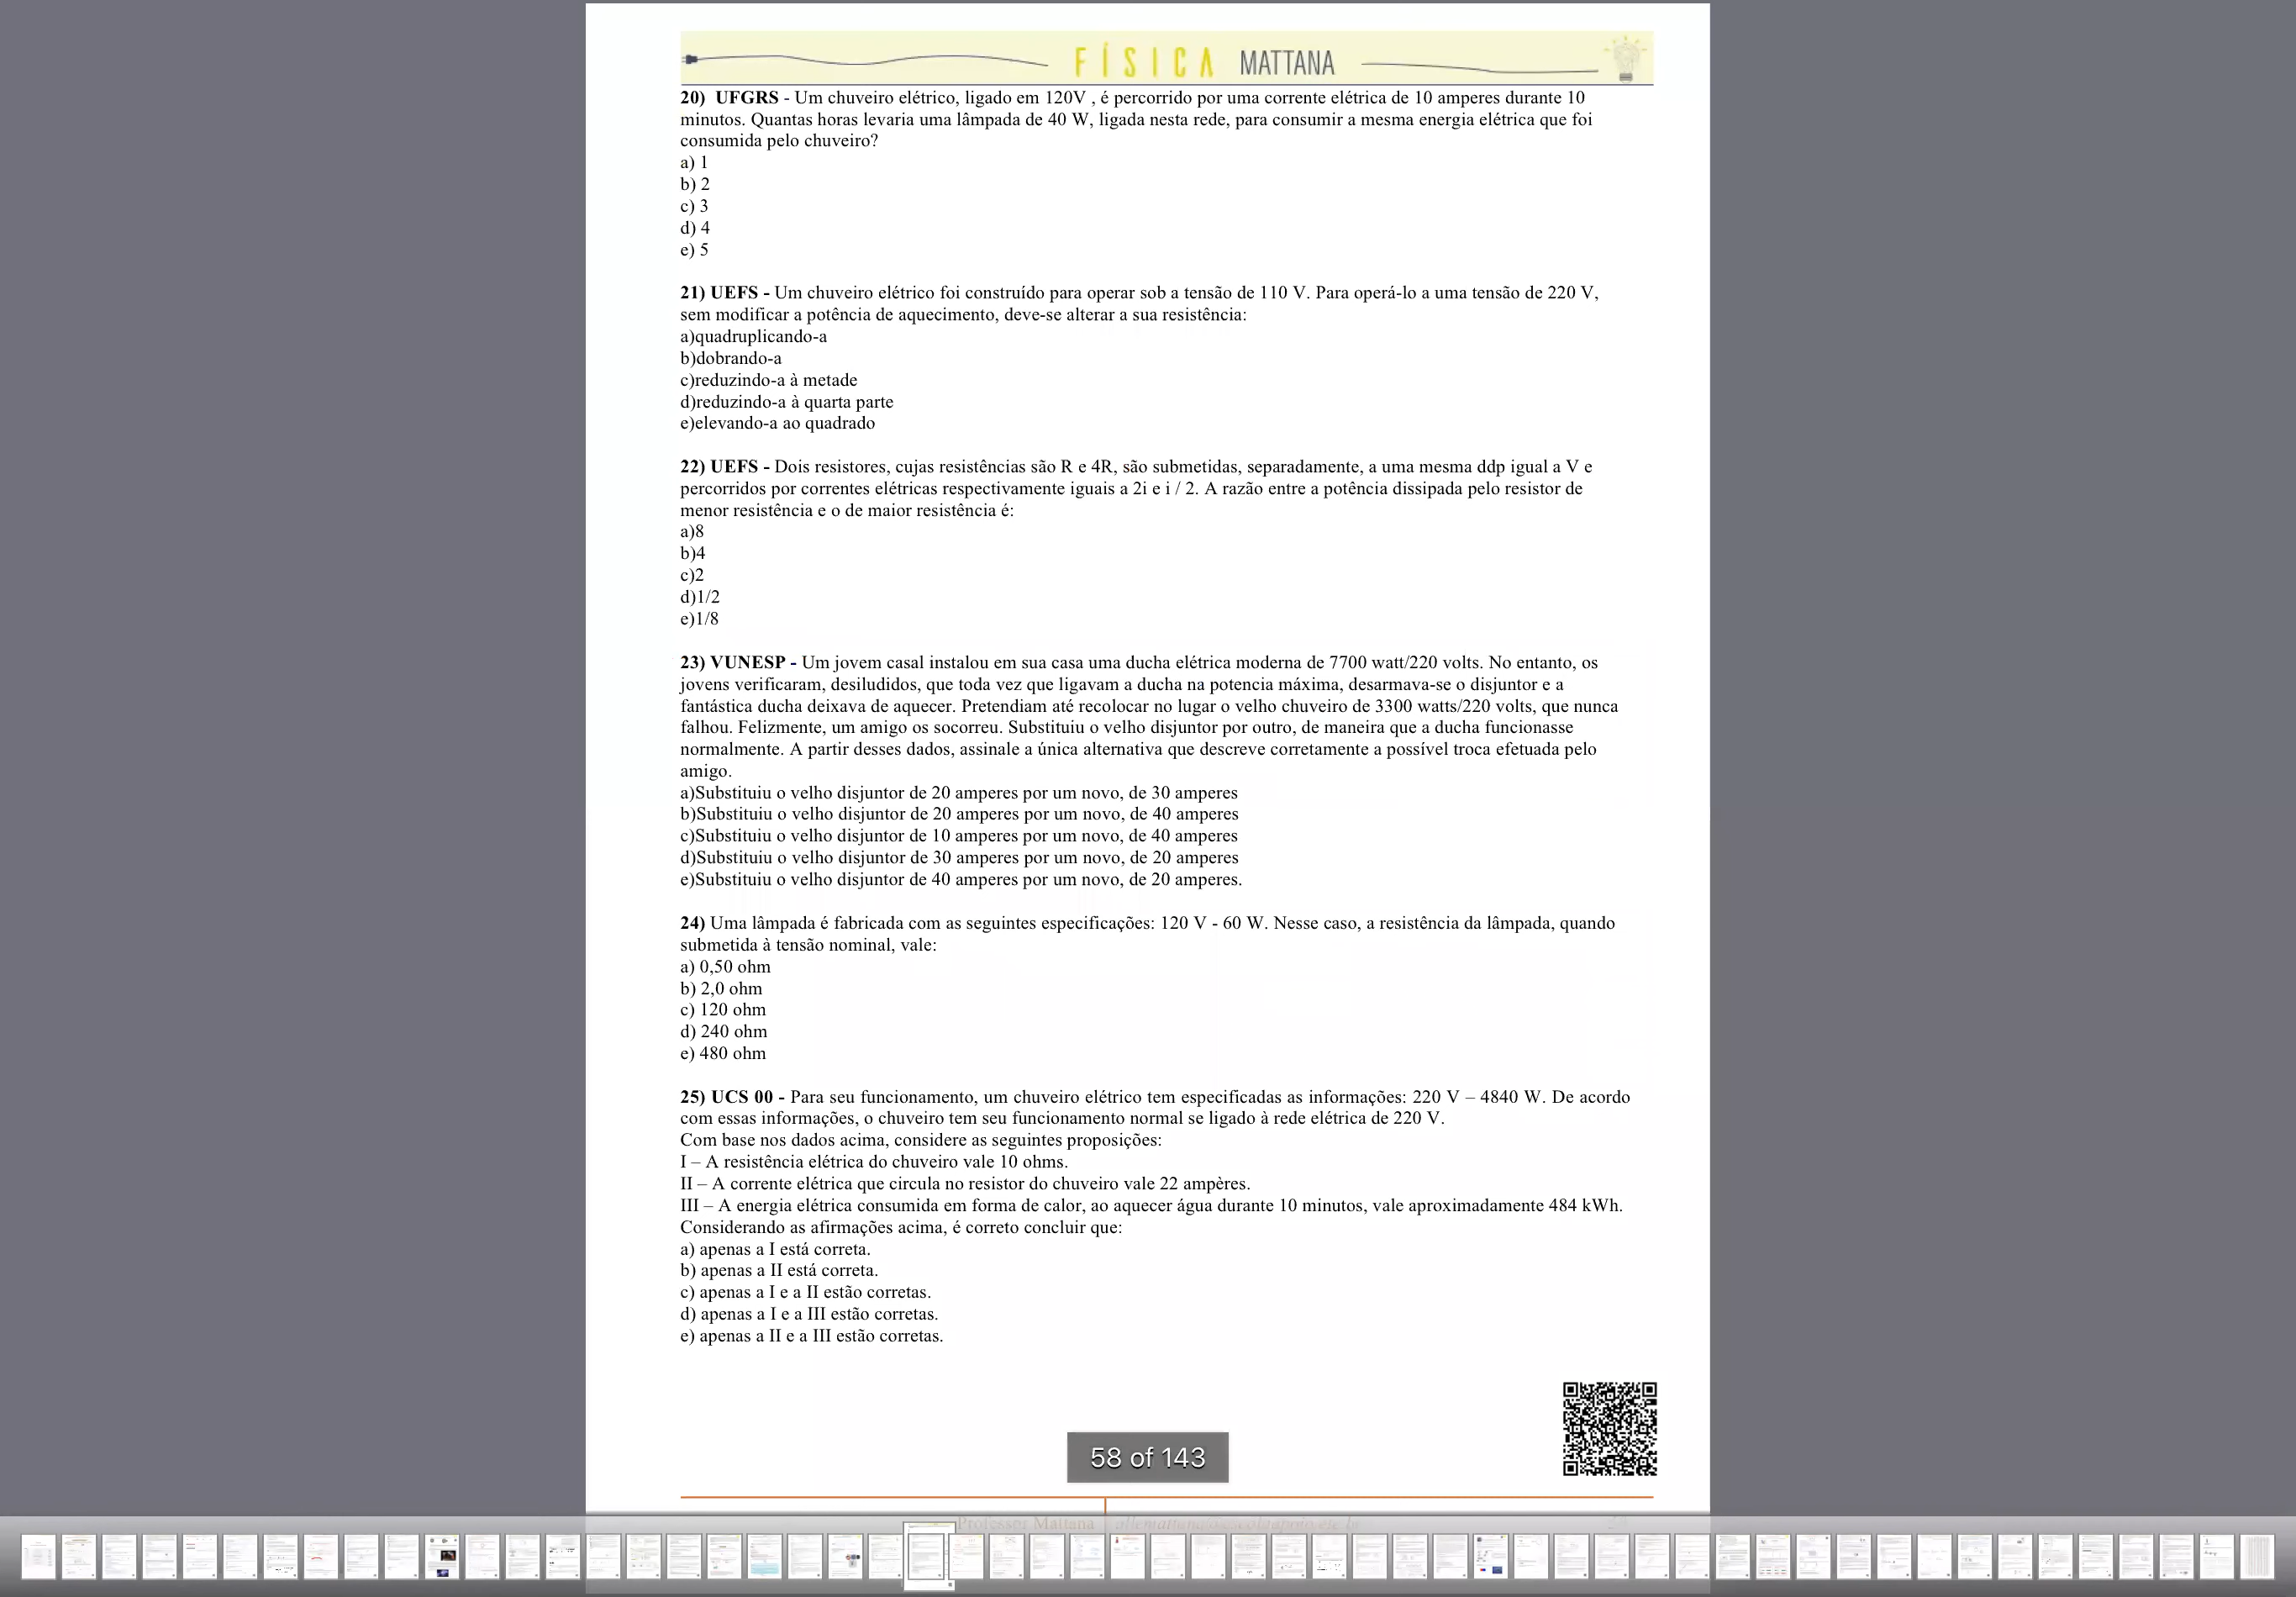 FÍSICA MATTANA
20) UFGRS - Um chuveiro elétrico, ligado em 120V , é percorrido por uma corrente elétrica de 10 amperes durante 10
minutos. Quantas horas levaria uma lâmpada de 40 W, ligada nesta rede, para consumir a mesma energia elétrica que foi
consumida pelo chuveiro?
a) 1
b) 2
c) 3
d) 4
e) 5
21) UEFS - Um chuveiro elétrico foi construído para operar sob a tensão de 110 V. Para operá-lo a uma tensão de 220 V,
sem modificar a potência de aquecimento, deve-se alterar a sua resistência:
a)quadruplicando-a
b)dobrando-a
c)reduzindo-a à metade
d)reduzindo-a à quarta parte
e)elevando-a ao quadrado
22) UEFS - Dois resistores, cujas resistências são R e 4R, são submetidas, separadamente, a uma mesma ddp igual a V e
percorridos por correntes elétricas respectivamente iguais a 2i e i / 2. A razão entre a potência dissipada pelo resistor de
menor resistência e o de maior resistência é:
a)8
b)4
c)2
d)1/2
e)1/8
23) VUNESP - Um jovem casal instalou em sua casa uma ducha elétrica moderna de 7700 watt/220 volts. No entanto, os
jovens verificaram, desiludidos, que toda vez que ligavam a ducha na potencia máxima, desarmava-se o disjuntor e a
fantástica ducha deixava de aquecer. Pretendiam até recolocar no lugar o velho chuveiro de 3300 watts/220 volts, que nunca
falhou. Felizmente, um amigo os socorreu. Substituiu o velho disjuntor por outro, de maneira que a ducha funcionasse
normalmente. A partir desses dados, assinale a única alternativa que descreve corretamente a possível troca efetuada pelo
amigo.
a)Substituiu o velho disjuntor de 20 amperes por um novo, de 30 amperes
b)Substituiu o velho disjuntor de 20 amperes por um novo, de 40 amperes
c)Substituiu o velho disjuntor de 10 amperes por um novo, de 40 amperes
d)Substituiu o velho disjuntor de 30 amperes por um novo, de 20 amperes
e)Substituiu o velho disjuntor de 40 amperes por um novo, de 20 amperes.
24) Uma lâmpada é fabricada com as seguintes especificações: 120 V - 60 W. Nesse caso, a resistência da lâmpada, quando
submetida à tensão nominal, vale:
a) 0,50 ohm
b) 2,0 ohm
c) 120 ohm
d) 240 ohm
e) 480 ohm
25) UCS 00 - Para seu funcionamento, um chuveiro elétrico tem especificadas as informações: 220 V – 4840 W. De acordo
com essas informações, o chuveiro tem seu funcionamento normal se ligado à rede elétrica de 220 V.
Com base nos dados acima, considere as seguintes proposições:
I – A resistência elétrica do chuveiro vale 10 ohms.
II – A corrente elétrica que circula no resistor do chuveiro vale 22 ampères.
III – A energia elétrica consumida em forma de calor, ao aquecer água durante 10 minutos, vale aproximadamente 484 kWh.
Considerando as afirmações acima, é correto concluir que:
a) apenas a I está correta.
b) apenas a II está correta.
c) apenas a I e a II estão corretas.
d) apenas a I e a III estão corretas.
e) apenas a II e a III estão corretas.
58 of 143
Professor Mattana